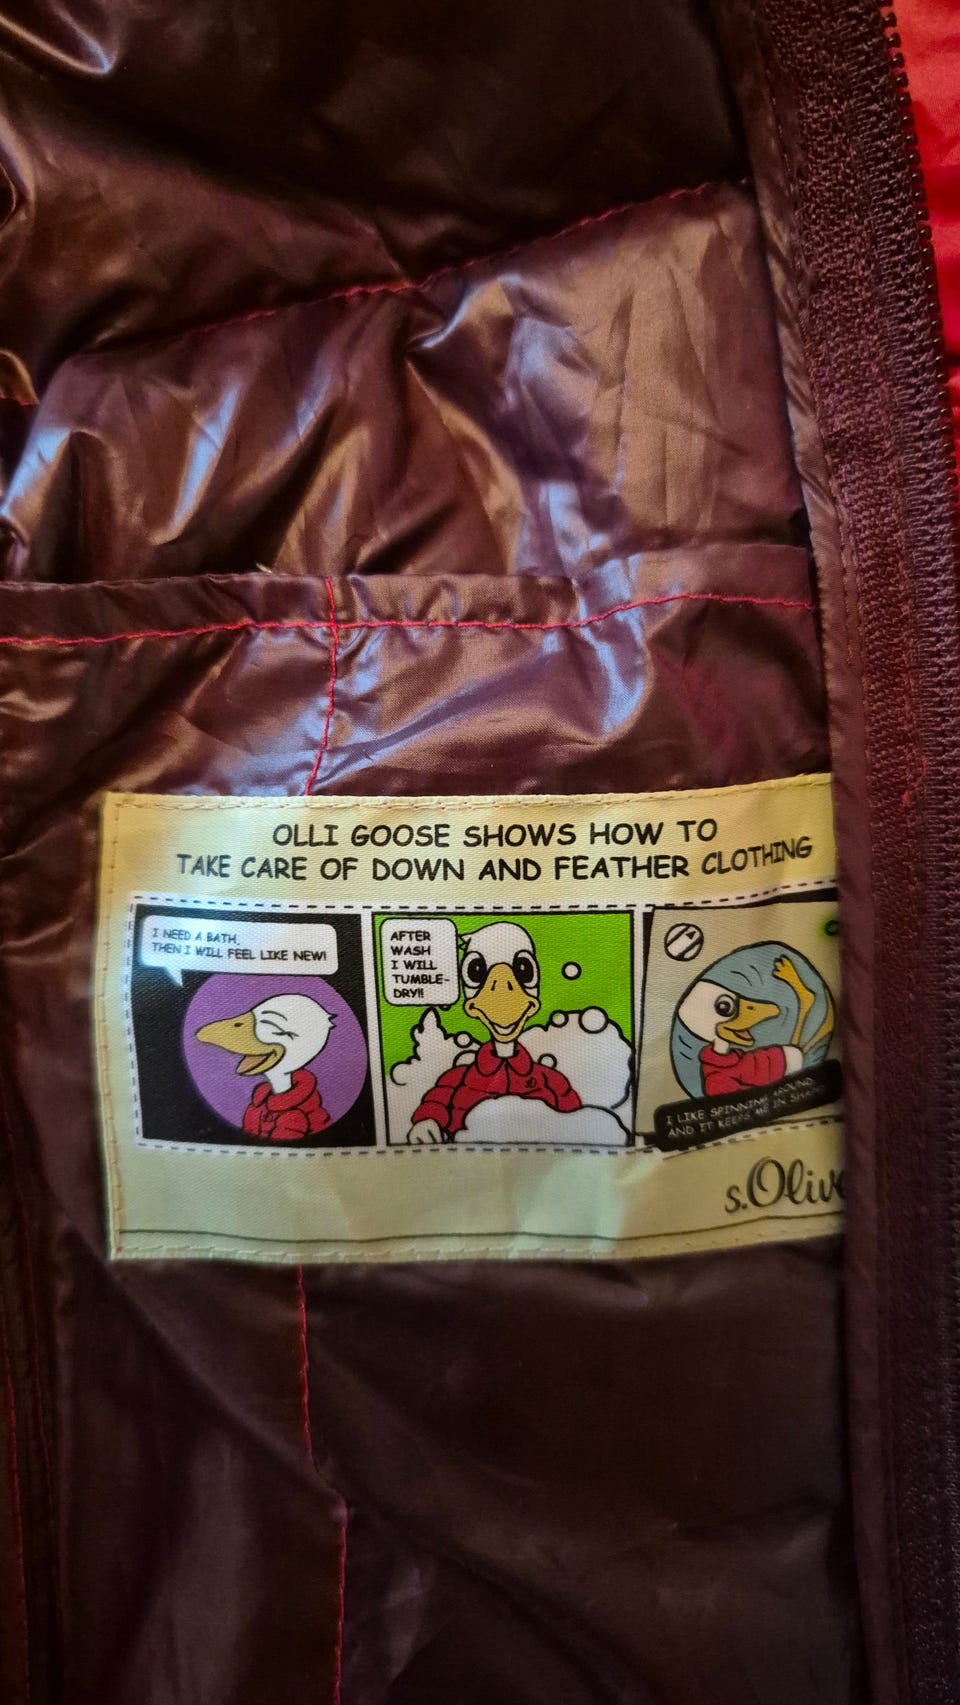 OLLI GOOSE SHOWS HOW TO
TAKE CARE OF DOWN AND FEATHER CLOTHING
I NEED A BATH,
THEN I WILL FEEL LIKE NEW!
AFTER
WASH
I WILL
TUMBLE-
DRY!!
I LIKE SPINNING AROUND
AND IT KEEPS ME IN
s.Olive